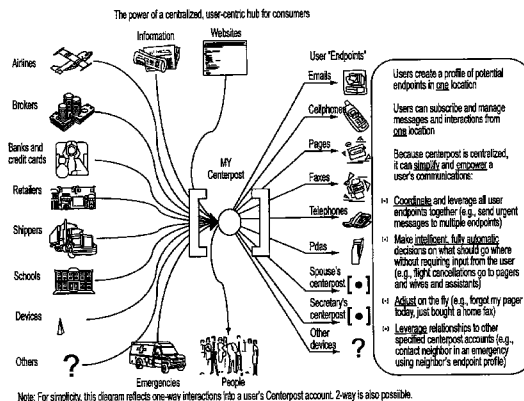 The power of a centralized, user-centric hub for consumers
Information
Websites
Airlines
Brokers
Banks and
credit cards
Retailers
Shippers
Schools
Devices
Others
?
Emergencies
People
MY
Centerpost
User "Endpoints"
Emails
Cellphones
Pages
Faxes
Telephones
Pdas
Spouse's
centerpost
Secretary's
centerpost
Other
devices
?
Users create a profile of potential
endpoints in one location
Users can subscribe and manage
messages and interactions from
one location
Because centerpost is centralized,
it can simplify and empower a
user's communications:
Coordinate and leverage all user
endpoints together (e.g., send urgent
messages to multiple endpoints)
Make intelligent, fully automatic
decisions on what should go where
without requiring input from the user
(e.g., flight cancellations go to pagers
and wives and assistants)
Adjust on the fly (e.g., forgot my pager
today, just bought a home fax)
Leverage relationships to other
specified centerpost accounts (e.g.,
contact neighbor in an emergency
using neighbor's endpoint profile)
Note: For simplicity, this diagram reflects one-way interactions into a user's Centerpost account. 2-way is also possible.